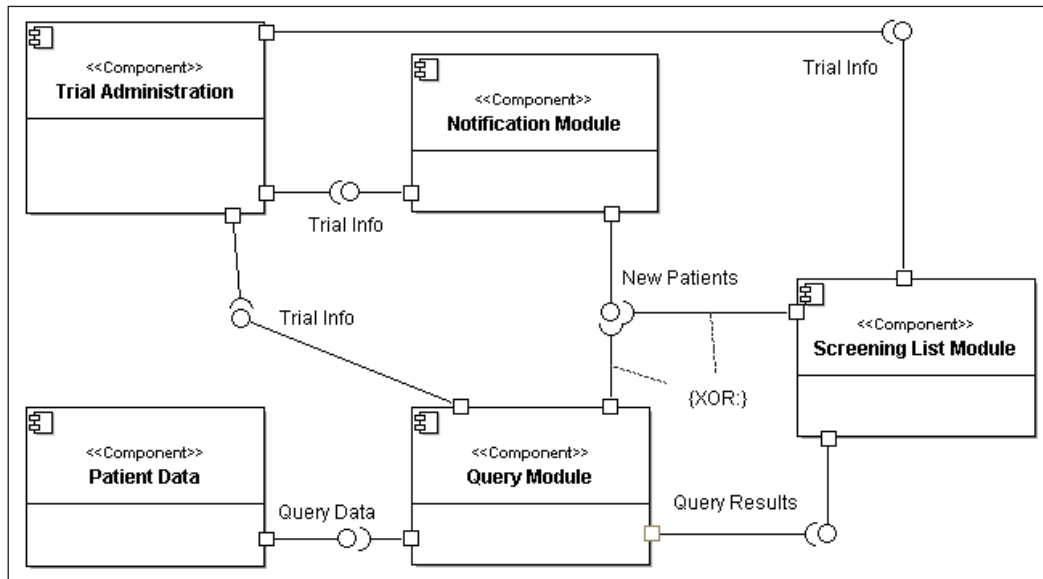 <<Component>>
Trial Administration
<<Component>>
Notification Module
Trial Info
Trial Info
Trial Info
New Patients
<<Component>>
Screening List Module
{XOR:}
<<Component>>
Patient Data
Query Data
<<Component>>
Query Module
Query Results